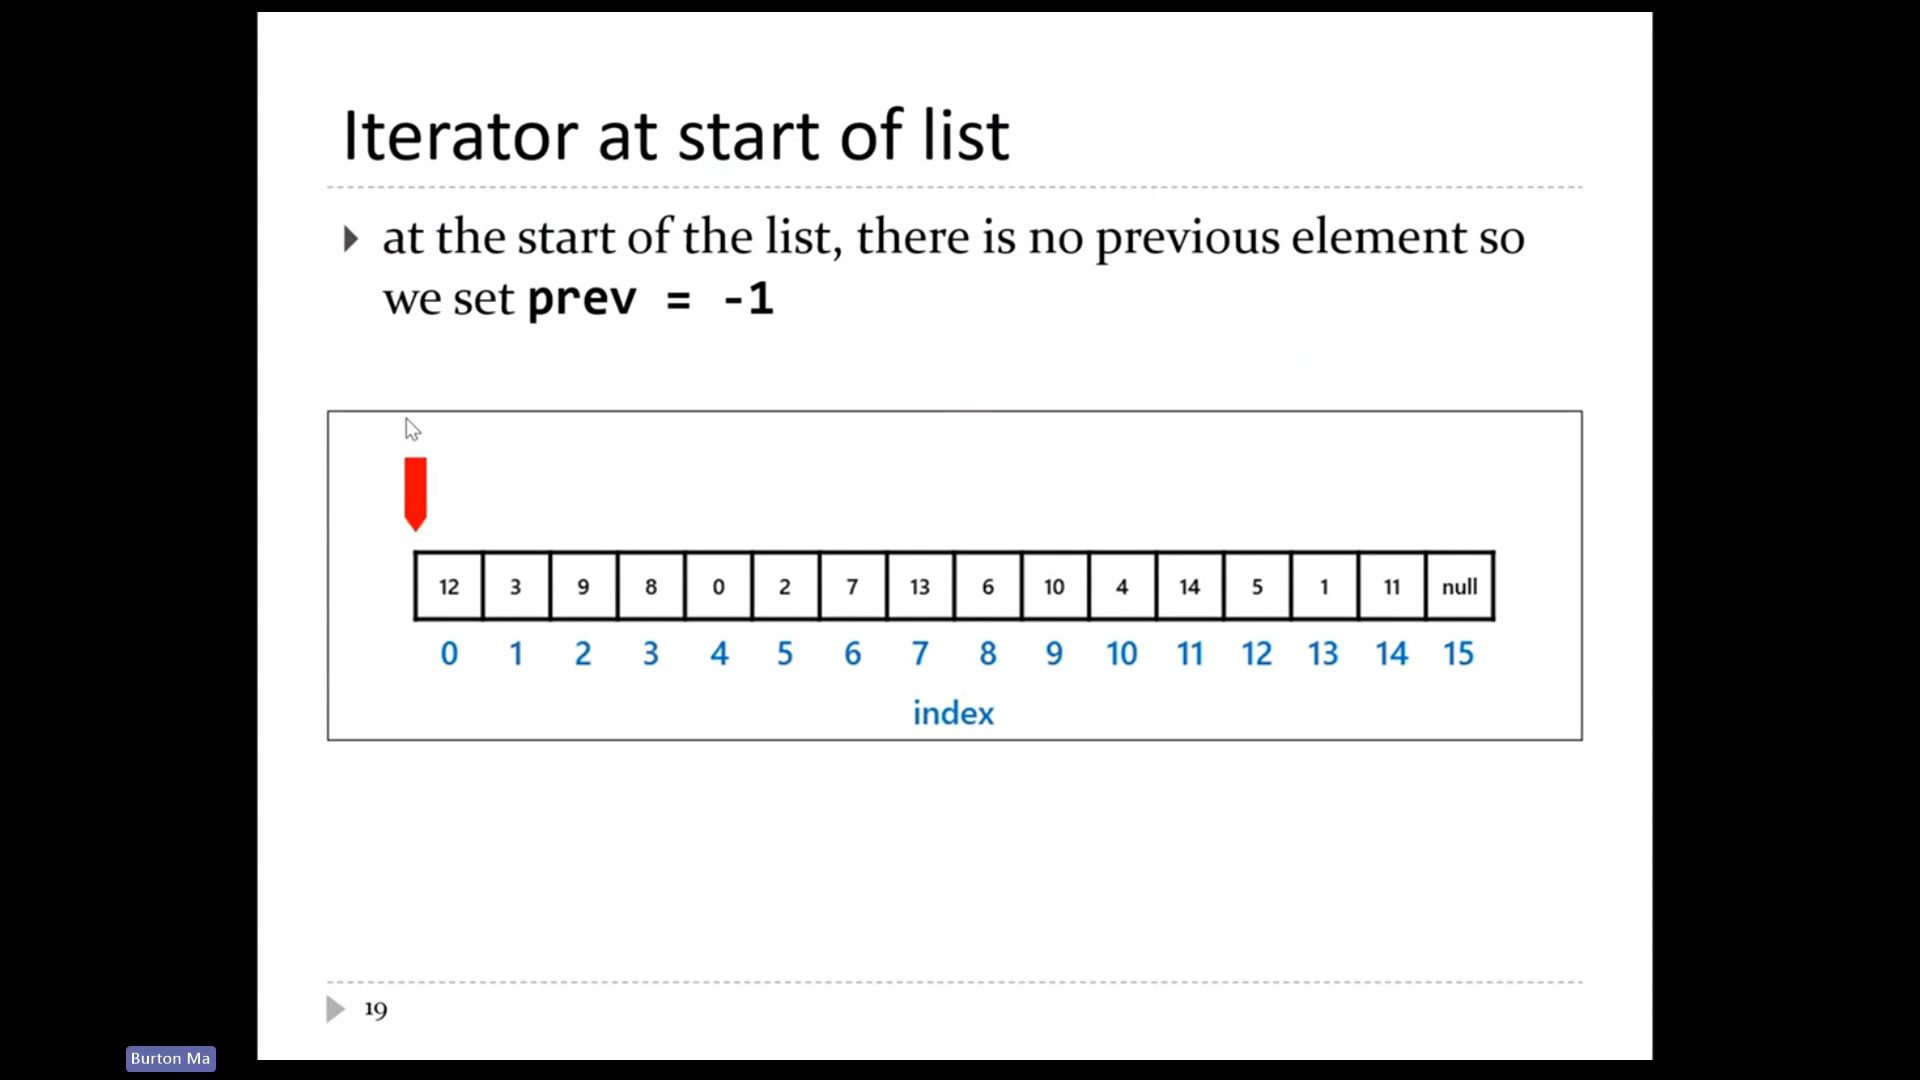 Iterator at start of list
at the start of the list, there is no previous element so
we set prev = -1
12 3 9 8 0 2 7 13 6 10 4 14 5 1 11 null
0 1 2 3 4 5 6 7 8 9 10 11 12 13 14 15
index
19
Burton Ma